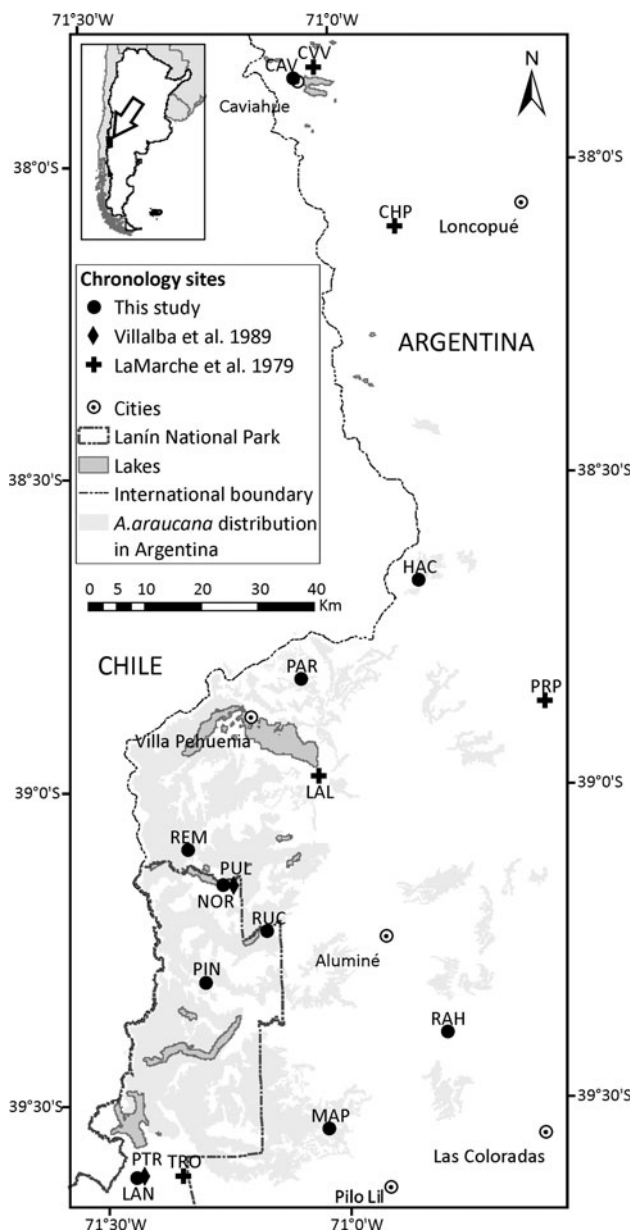 71°30'S
71°0'S
CVV
CAV
Caviahue
N
38°0'S
38°0'S
CHP
Loncopué
Chronology sites
This study
Villalba et al. 1989
LaMarche et al. 1979
Cities
Lanín National Park
Lakes
International boundary
A.araucana distribution
in Argentina
ARGENTINA
38°30'S
38°30'S
0 10 20 30 40
Km
HAC
CHILE
PAR
PRP
Villa Pehuenia
LAL
39°0'S
39°0'S
REM
PUL
NOR
RUC
Aluminé
PIN
RAH
39°30'S
39°30'S
MAP
Las Coloradas
PTR
TRO
LAN
Pilo Lil
71°30'S
71°0'S